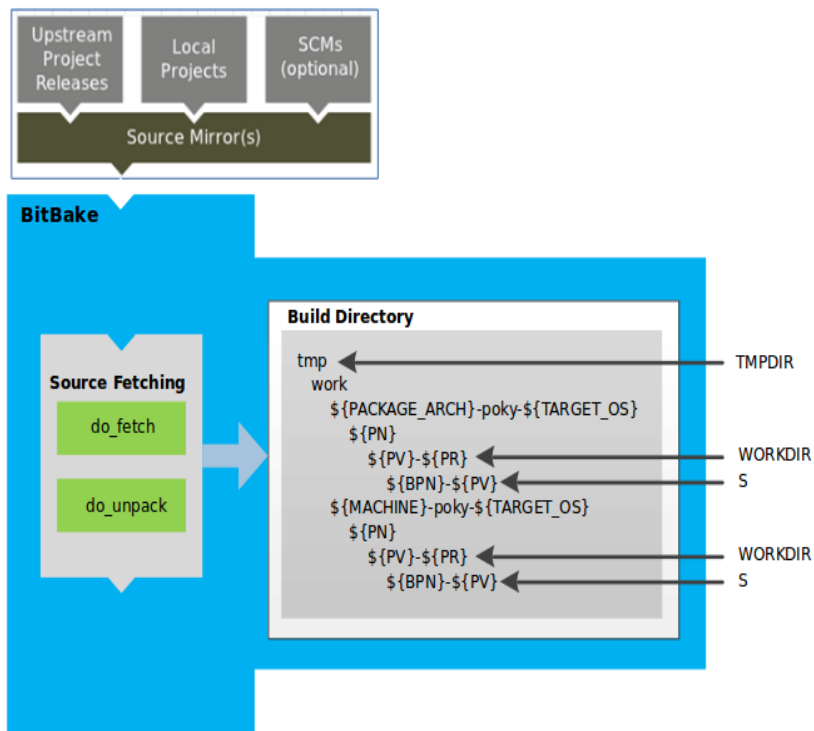 Upstream
Project
Releases
Local
Projects
SCMs
(optional)
Source Mirror(s)
BitBake
Source Fetching
do_fetch
do_unpack
Build Directory
tmp
work
${PACKAGE_ARCH}-poky-${TARGET_OS}
${PN}
${PV}-${PR}
${BPN}-${PV}
${MACHINE}-poky-${TARGET_OS}
${PN}
${PV}-${PR}
${BPN}-${PV}
TMPDIR
WORKDIR
S
WORKDIR
S